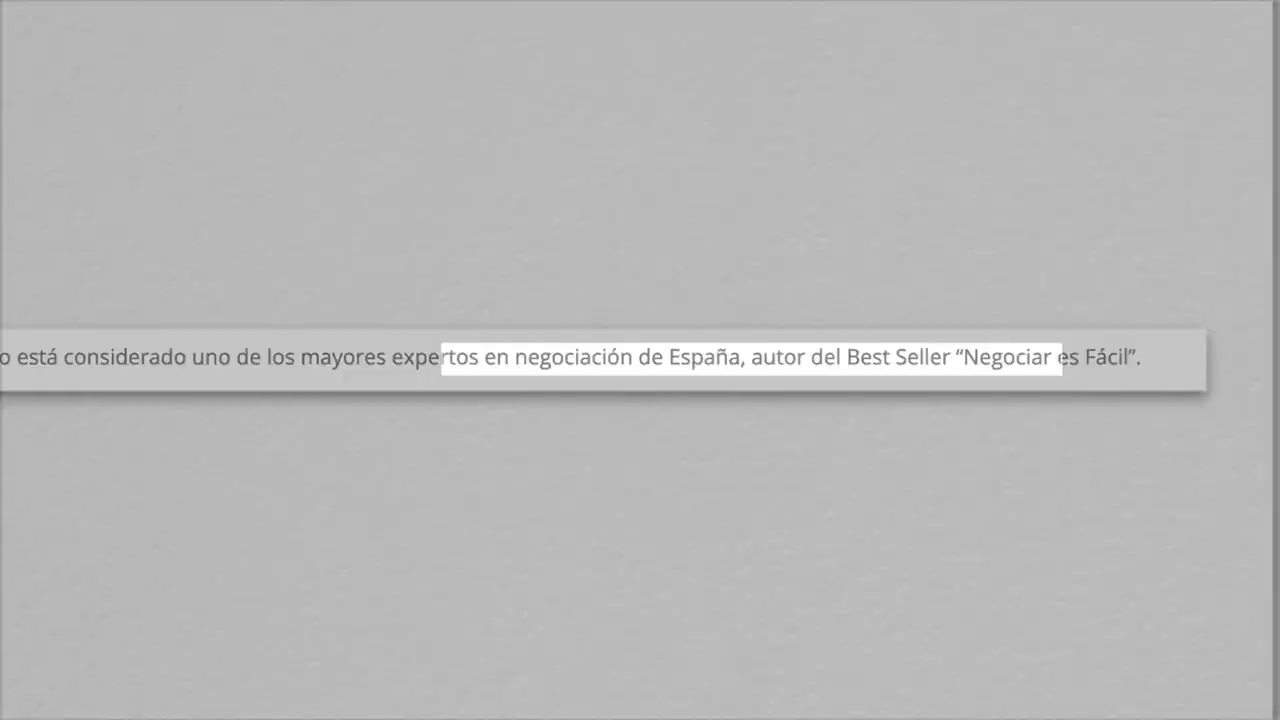 o está considerado uno de los mayores expertos en negociación de España, autor del Best Seller “Negociar es Fácil”.